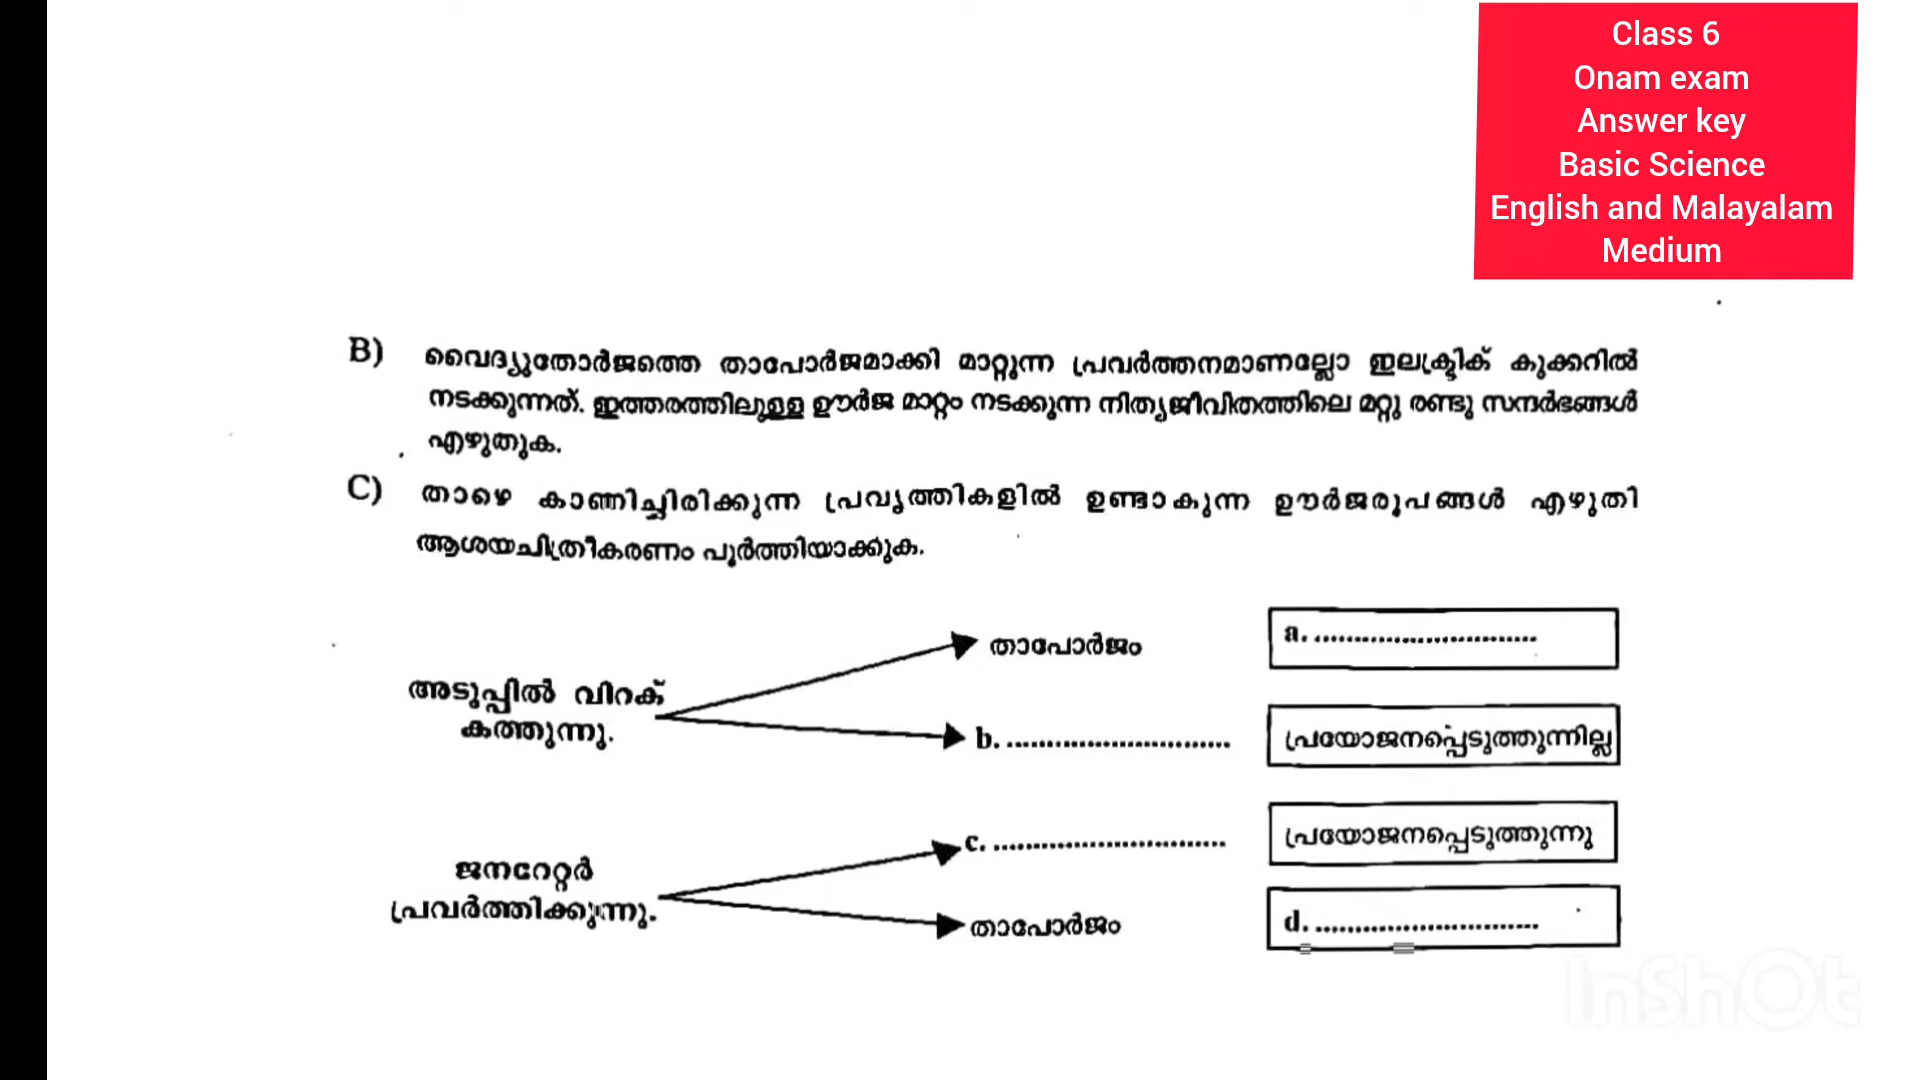 Class 6
Onam exam
Answer key
Basic Science
English and Malayalam
Medium
B) വൈദ്യുതോർജത്തെ താപോർജമാക്കി മാറ്റുന്ന പ്രവർത്തനമാണല്ലോ ഇലക്ട്രിക് കുക്കറിൽ
നടക്കുന്നത്. ഇത്തരത്തിലുള്ള ഊർജ മാറ്റം നടക്കുന്ന നിത്യജീവിതത്തിലെ മറ്റു രണ്ടു സന്ദർഭങ്ങൾ
എഴുതുക.
C) താഴെ കാണിച്ചിരിക്കുന്ന പ്രവൃത്തികളിൽ ഉണ്ടാകുന്ന ഊർജരൂപങ്ങൾ എഴുതി
ആശയചിത്രീകരണം പൂർത്തിയാക്കുക.
താപോർജം
a. ............................
അടുപ്പിൽ വിറക്
കത്തുന്നു.
b. ............................
പ്രയോജനപ്പെടുത്തുന്നില്ല
c. ............................
പ്രയോജനപ്പെടുത്തുന്നു
ജനറേറ്റർ
പ്രവർത്തിക്കുന്നു.
താപോർജം
d. ............................
InShOt